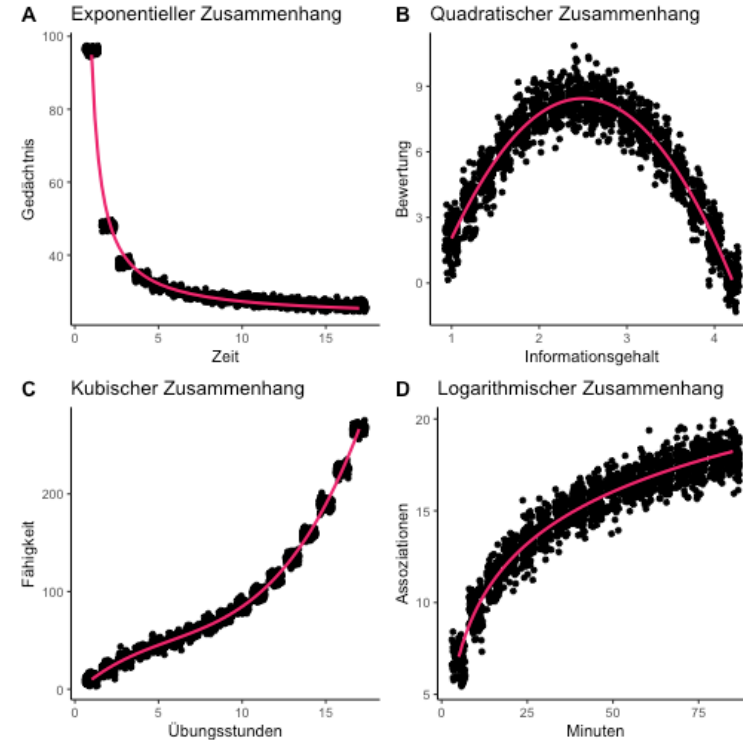 A Exponentieller Zusammenhang
100
80
60
40
0 5 10 15
Gedächtnis
Zeit
B Quadratischer Zusammenhang
9
6
3
0
1 2 3 4
Bewertung
Informationsgehalt
C Kubischer Zusammenhang
200
100
0
0 5 10 15
Fähigkeit
Übungsstunden
D Logarithmischer Zusammenhang
20
15
10
5
0 25 50 75
Assoziationen
Minuten